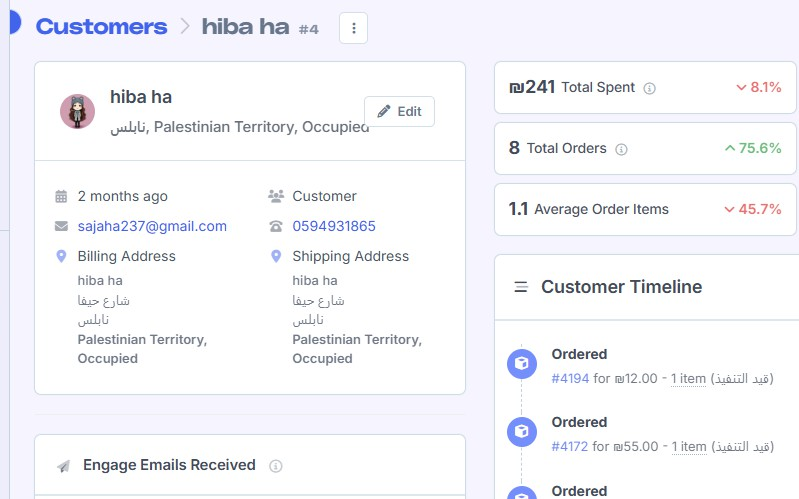 Customers > hiba ha #4
hiba ha
نابلس, Palestinian Territory, Occupied
Edit
2 months ago
Customer
sajaha237@gmail.com
0594931865
Billing Address
hiba ha
شارع حيفا
نابلس
Palestinian Territory,
Occupied
Shipping Address
hiba ha
شارع حيفا
نابلس
Palestinian Territory,
Occupied
Engage Emails Received
₪241 Total Spent 8.1%
8 Total Orders 75.6%
1.1 Average Order Items 45.7%
Customer Timeline
Ordered
#4194 for ₪12.00 - 1 item (قيد التنفيذ)
Ordered
#4172 for ₪55.00 - 1 item (قيد التنفيذ)
Ordered